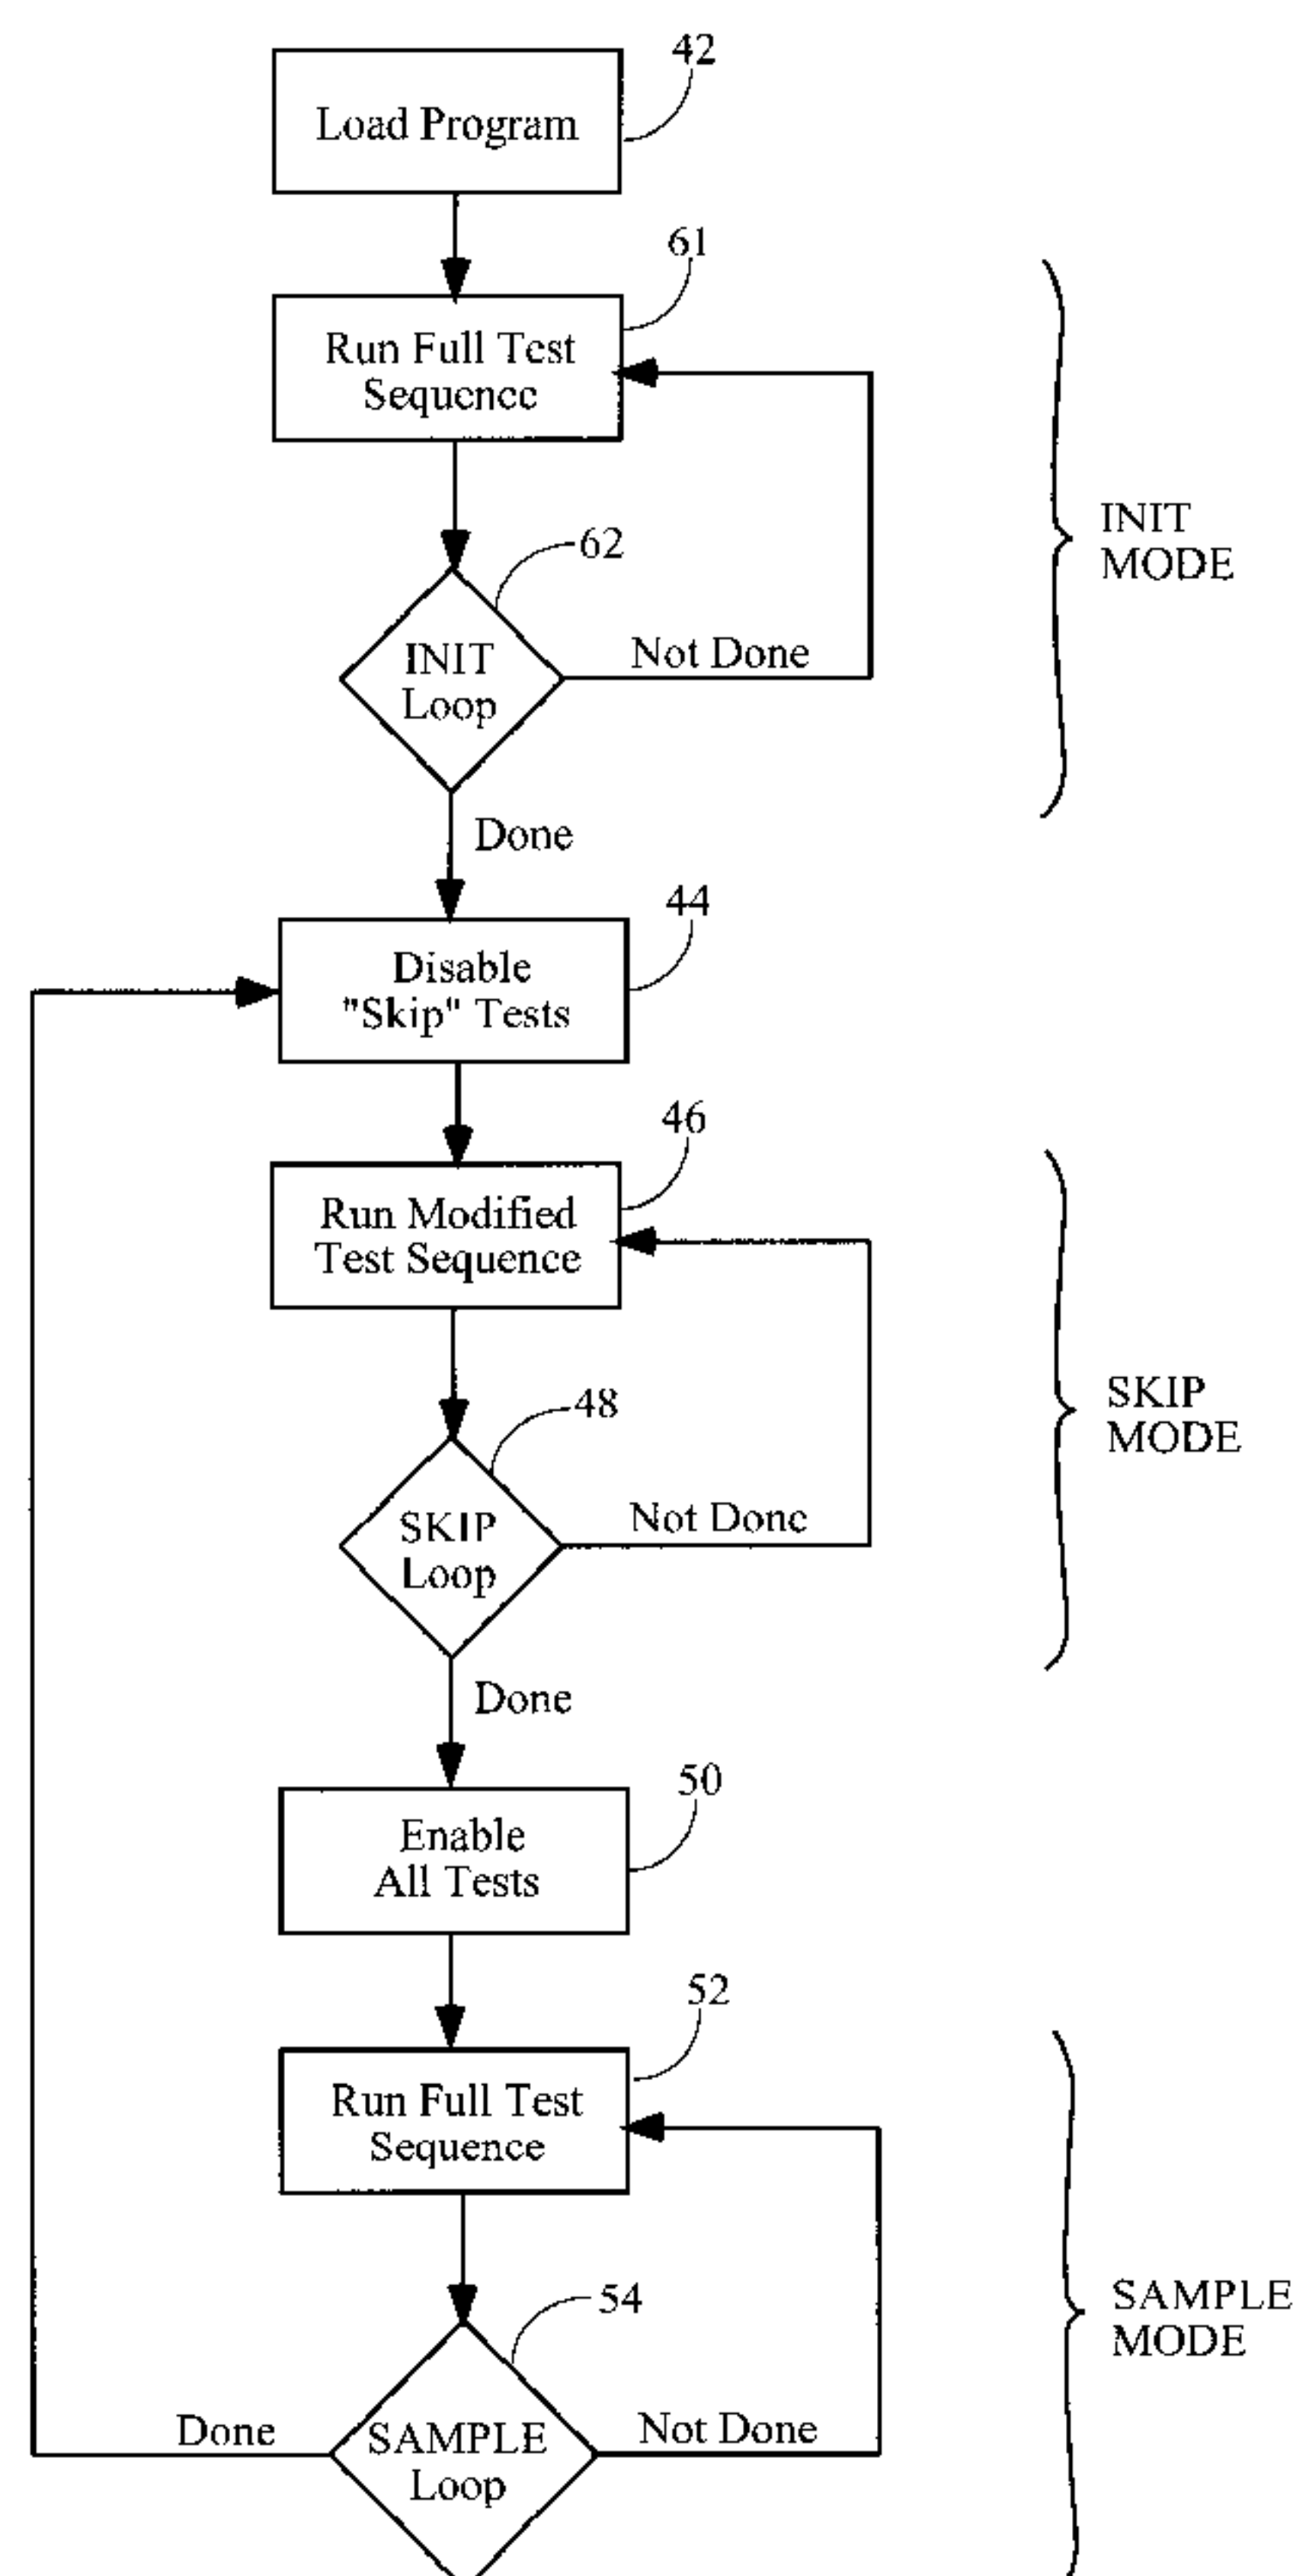 42
Load Program
61
Run Full Test
Sequence
INIT
MODE
62
INIT
Loop
Not Done
Done
44
Disable
"Skip" Tests
46
Run Modified
Test Sequence
SKIP
MODE
48
SKIP
Loop
Not Done
Done
50
Enable
All Tests
52
Run Full Test
Sequence
SAMPLE
MODE
54
Done
SAMPLE
Loop
Not Done